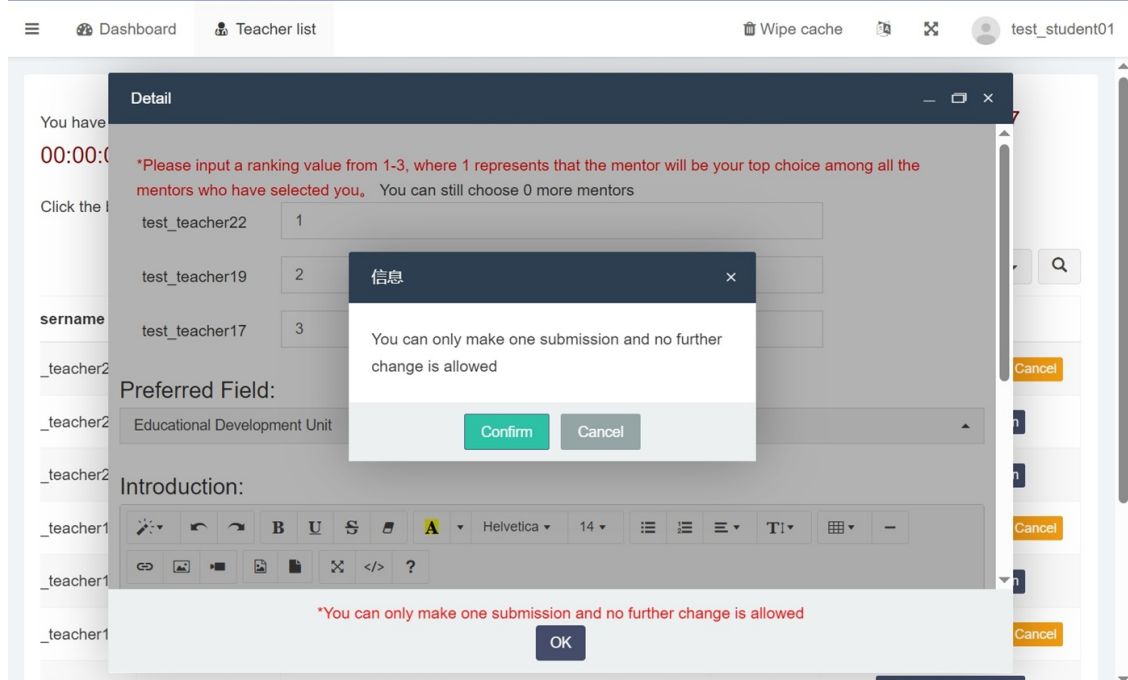 Dashboard
Teacher list
Wipe cache
test_student01
You have
00:00:
Click the
Detail
*Please input a ranking value from 1-3, where 1 represents that the mentor will be your top choice among all the
mentors who have selected you。 You can still choose 0 more mentors
test_teacher22 1
test_teacher19 2
test_teacher17 3
信息
You can only make one submission and no further
change is allowed
Confirm Cancel
Preferred Field:
Educational Development Unit
Introduction:
B U S A Helvetica 14 T
</> ?
*You can only make one submission and no further change is allowed
OK
sername
_teacher2 Cancel
_teacher2
_teacher2
_teacher1 Cancel
_teacher1
_teacher1 Cancel